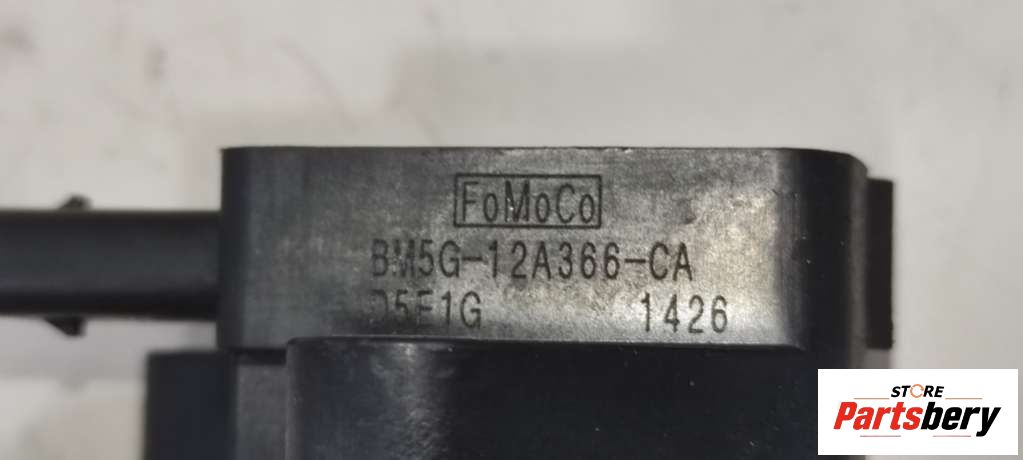 FoMoCo
BM5G-12A366-CA
D5E1G 1426
STORE
Partsbery